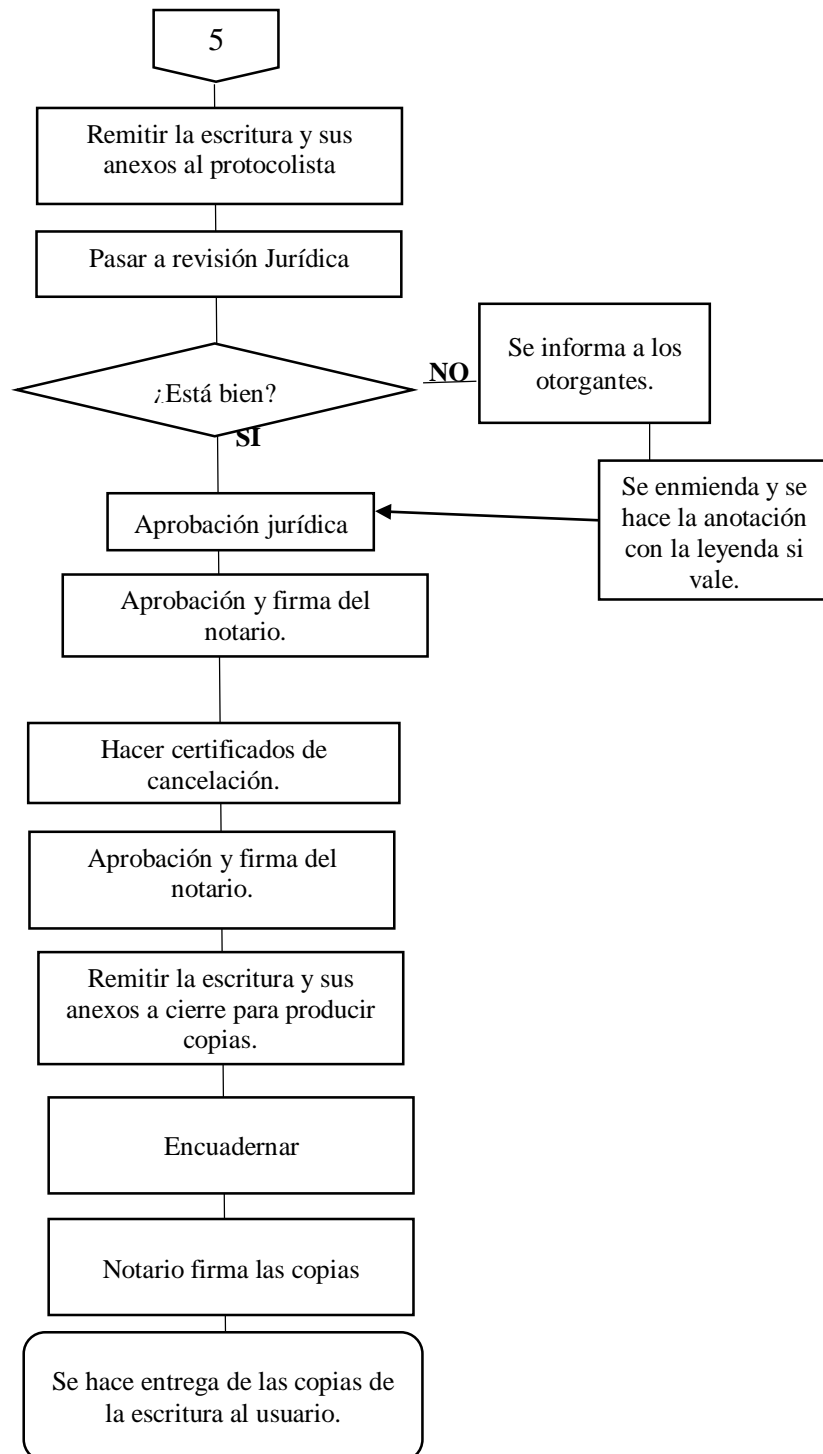 5
Remitir la escritura y sus
anexos al protocolista
Pasar a revisión Jurídica
¿Está bien?
NO
Se informa a los
otorgantes.
SI
Se enmienda y se
hace la anotación
con la leyenda si
vale.
Aprobación jurídica
Aprobación y firma del
notario.
Hacer certificados de
cancelación.
Aprobación y firma del
notario.
Remitir la escritura y sus
anexos a cierre para producir
copias.
Encuadernar
Notario firma las copias
Se hace entrega de las copias de
la escritura al usuario.